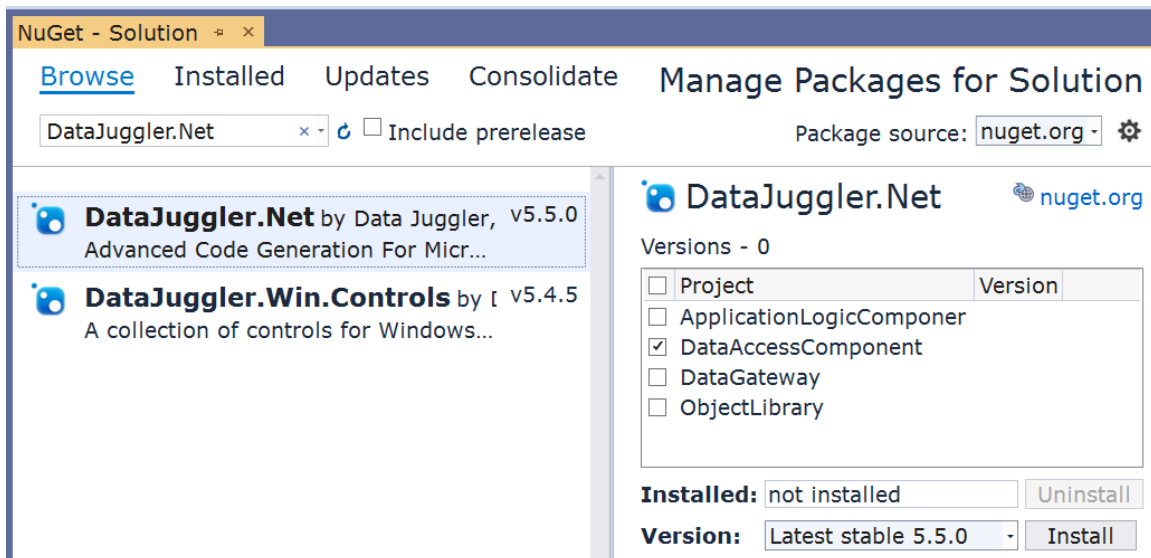 NuGet - Solution
Browse Installed Updates Consolidate Manage Packages for Solution
DataJuggler.Net Include prerelease Package source: nuget.org
DataJuggler.Net by Data Juggler, v5.5.0
Advanced Code Generation For Micr...
DataJuggler.Win.Controls by v5.4.5
A collection of controls for Windows...
DataJuggler.Net nuget.org
Versions - 0
Project Version
ApplicationLogicComponer
DataAccessComponent
DataGateway
ObjectLibrary
Installed: not installed Uninstall
Version: Latest stable 5.5.0 Install